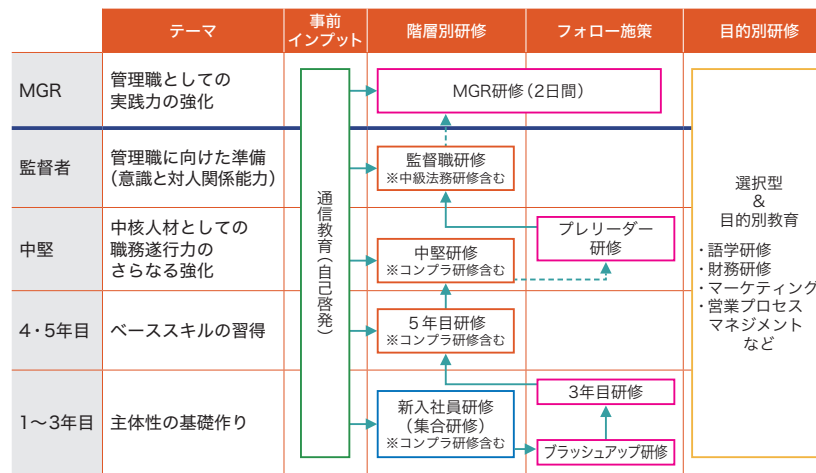 テーマ
事前
インプット
階層別研修
フォロー施策
目的別研修
MGR
管理職としての
実践力の強化
MGR研修（2日間）
監督者
管理職に向けた準備
（意識と対人関係能力）
監督職研修
※中級法務研修含む
中堅
中核人材としての
職務遂行力の
さらなる強化
中堅研修
※コンプラ研修含む
プレリーダー
研修
4・5年目
ベーススキルの習得
５年目研修
※コンプラ研修含む
1〜3年目
主体性の基礎作り
新入社員研修
（集合研修）
※コンプラ研修含む
3年目研修
ブラッシュアップ研修
通信教育（自己啓発）
選択型
&
目的別教育
・語学研修
・財務研修
・マーケティング
・営業プロセス
マネジメント
など